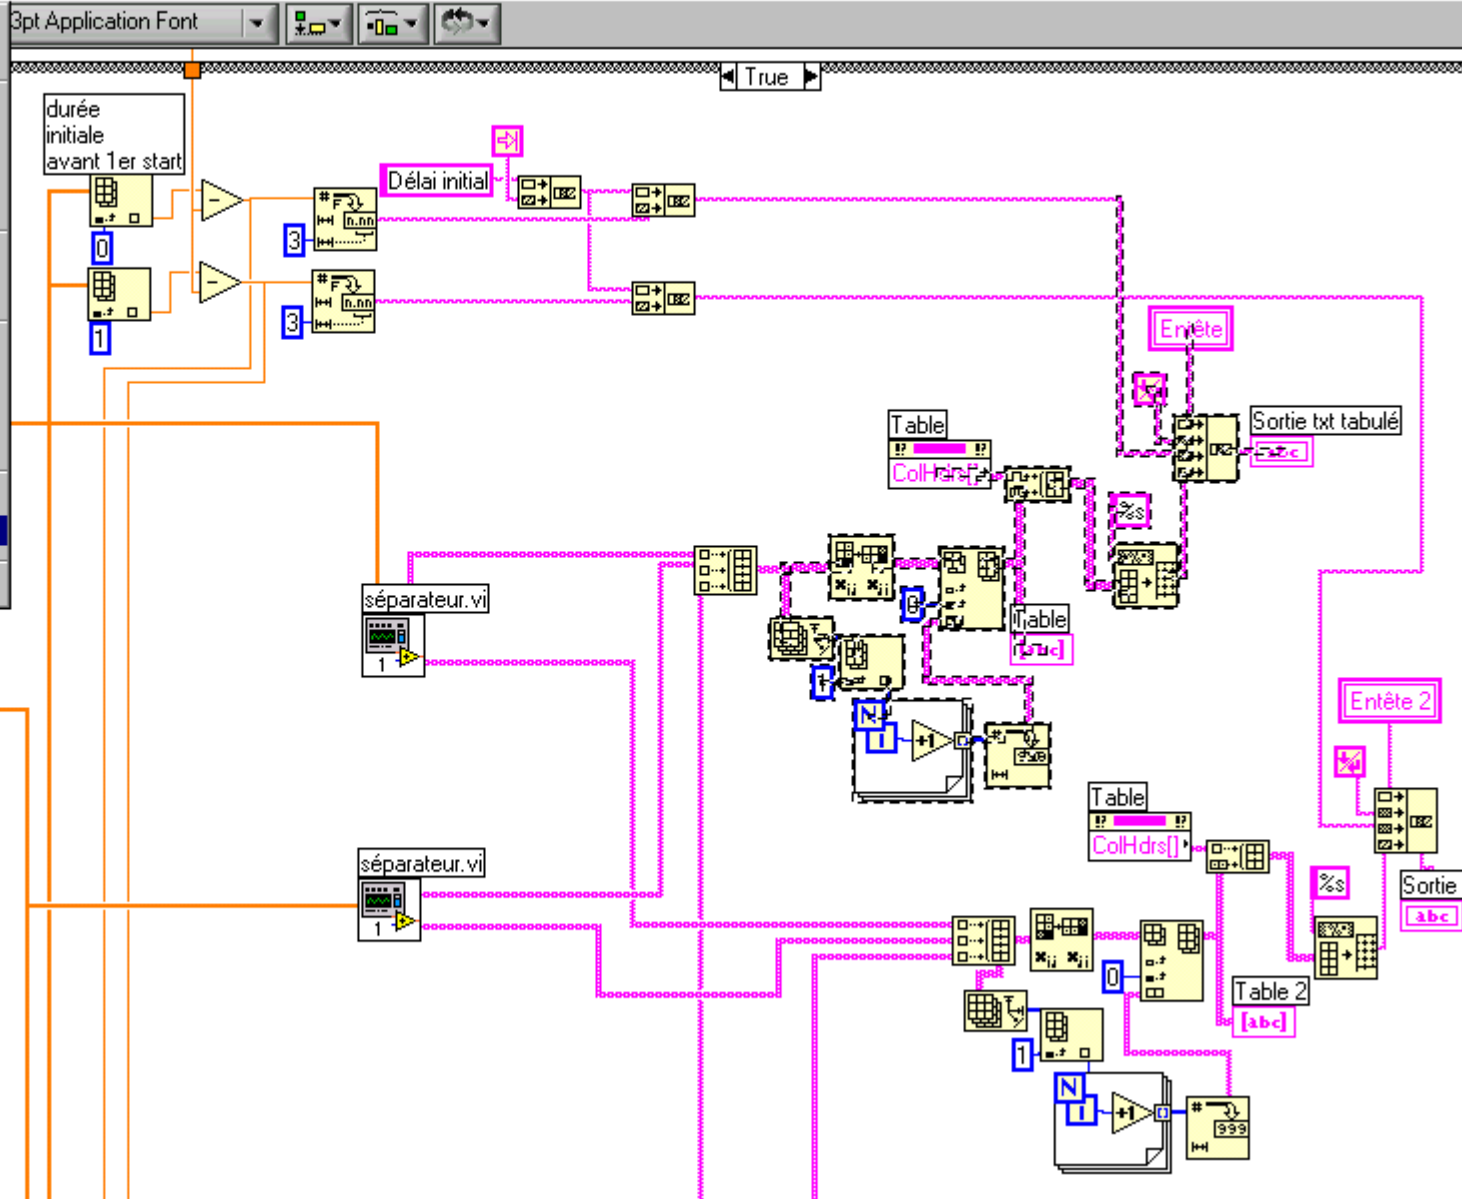 3pt Application Font
True
durée
initiale
avant 1er start
Délai initial
0
3
1
3
Entête
Table
ColHdrs[]
Sortie txt tabulé
abc
%s
séparateur.vi
1
0
Table
[abc]
1
N
I
+1
Entête 2
Table
ColHdrs[]
séparateur.vi
1
%s
Sortie
abc
0
Table 2
[abc]
1
N
I
+1
999